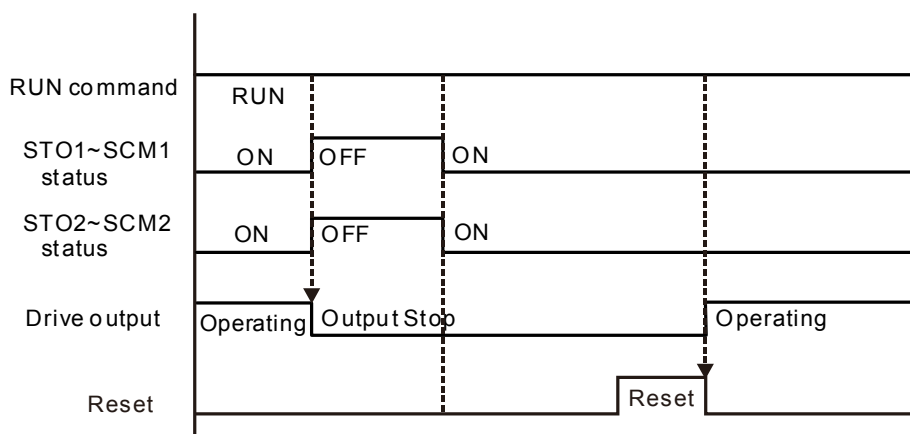 RUN command
RUN
STO1~SCM1
status
ON
OFF
ON
STO2~SCM2
status
ON
OFF
ON
Drive output
Operating
Output Stop
Operating
Reset
Reset